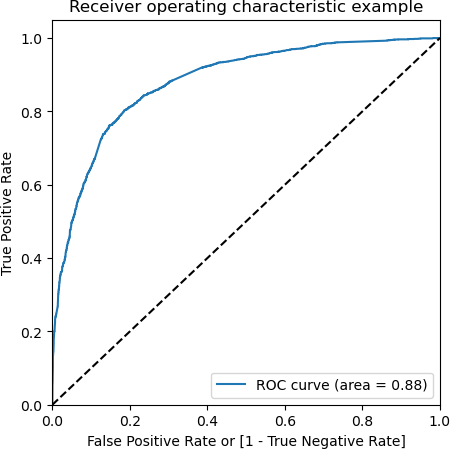 Receiver operating characteristic example
1.0
0.8
0.6
0.4
0.2
0.0
True Positive Rate
ROC curve (area = 0.88)
0.0 0.2 0.4 0.6 0.8 1.0
False Positive Rate or [1 - True Negative Rate]